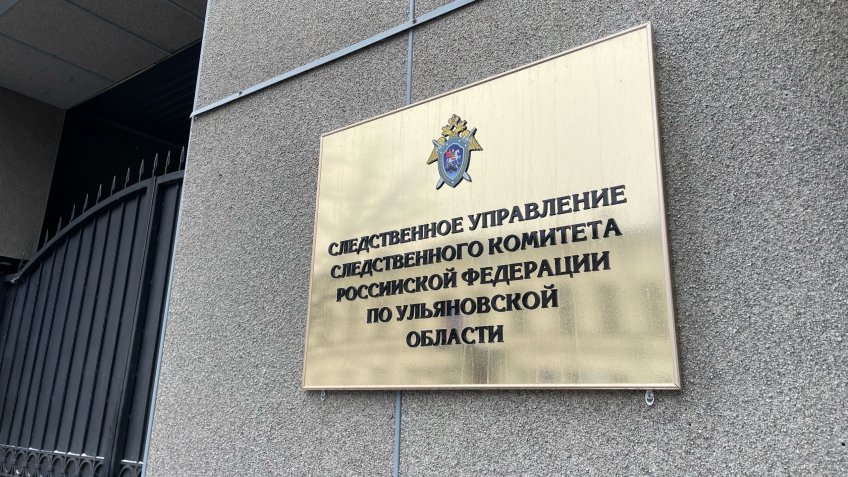 СЛЕДСТВЕННОЕ УПРАВЛЕНИЕ
СЛЕДСТВЕННОГО КОМИТЕТА
РОССИЙСКОЙ ФЕДЕРАЦИИ
ПО УЛЬЯНОВСКОЙ
ОБЛАСТИ